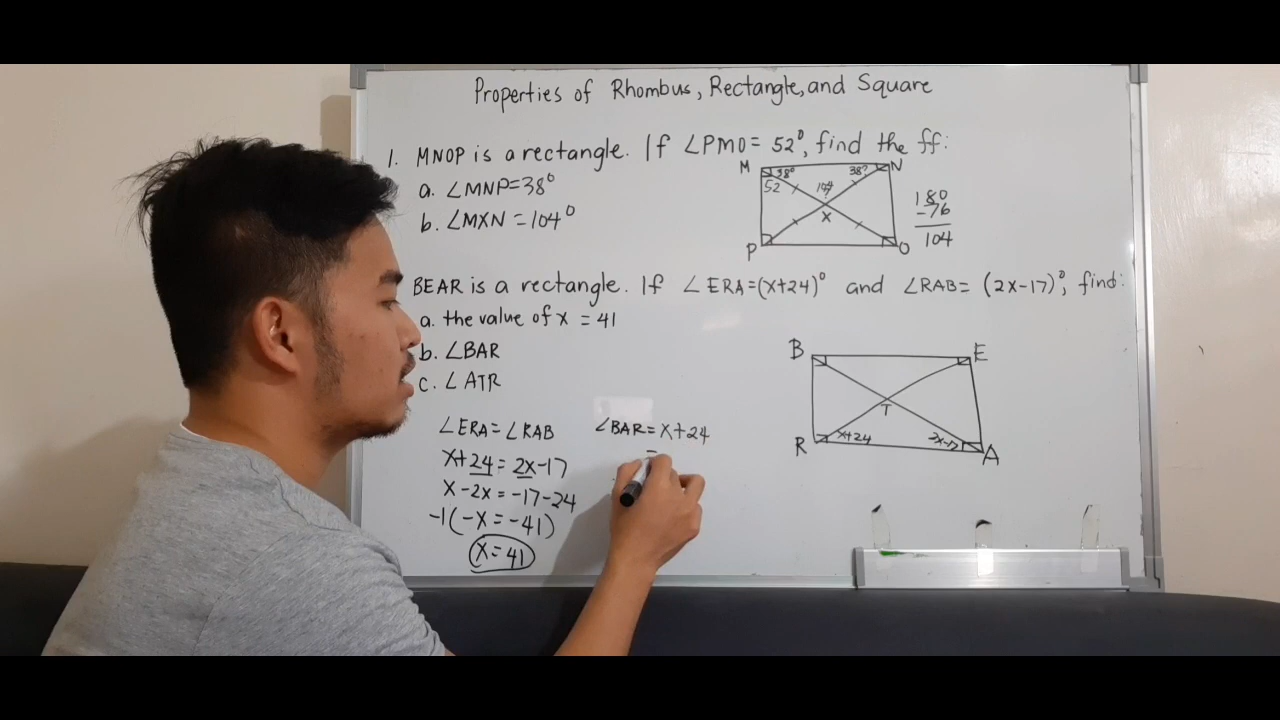 Properties of Rhombus, Rectangle, and Square
1. MNOP is a rectangle. If ∠PMO = 52°, find the ff:
a. ∠MNP=38°
b. ∠MXN = 104°
M 38° 38° N
52 104
X
P O
180
-76
104
BEAR is a rectangle. If ∠ERA=(x+24)° and ∠RAB= (2x-17)°, find:
a. the value of x = 41
b. ∠BAR
c. ∠ATR
B E
T
R x+24 2x-17 A
∠ERA = ∠RAB
x+24 = 2x-17
x-2x = -17-24
-1(-x = -41)
x = 41
∠BAR = x+24
=